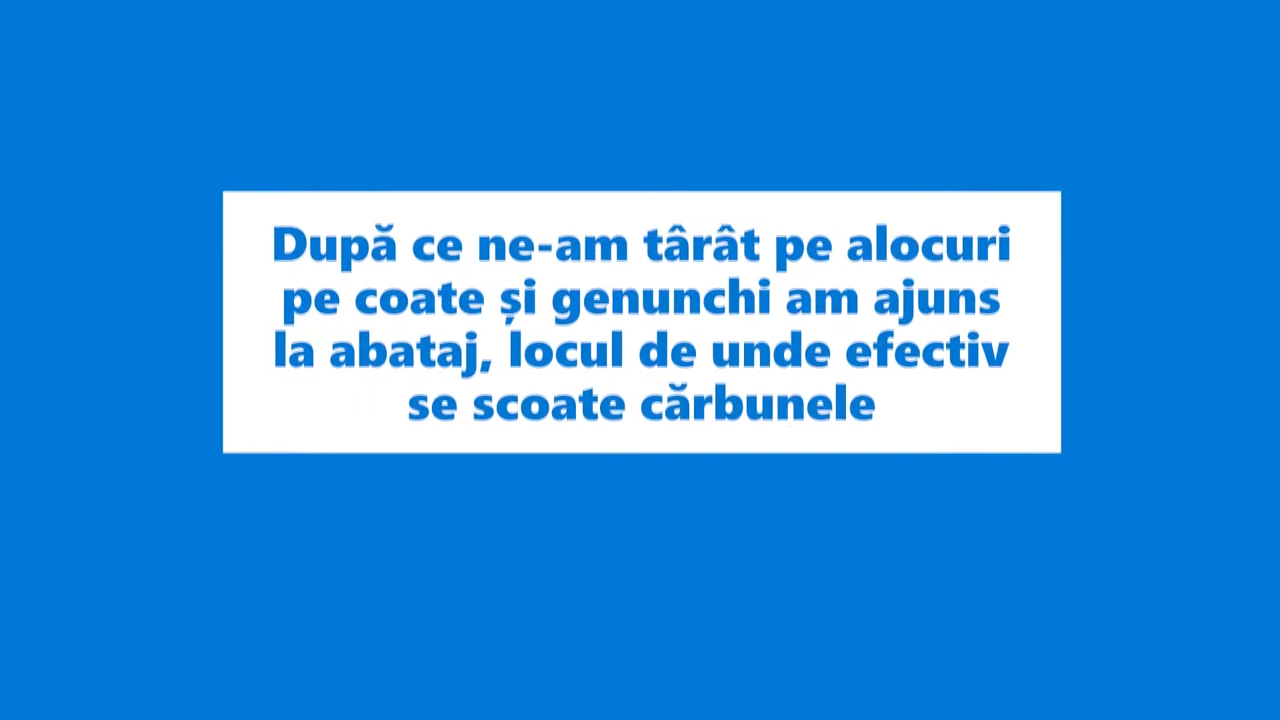 După ce ne-am târât pe alocuri
pe coate și genunchi am ajuns
la abataj, locul de unde efectiv
se scoate cărbunele